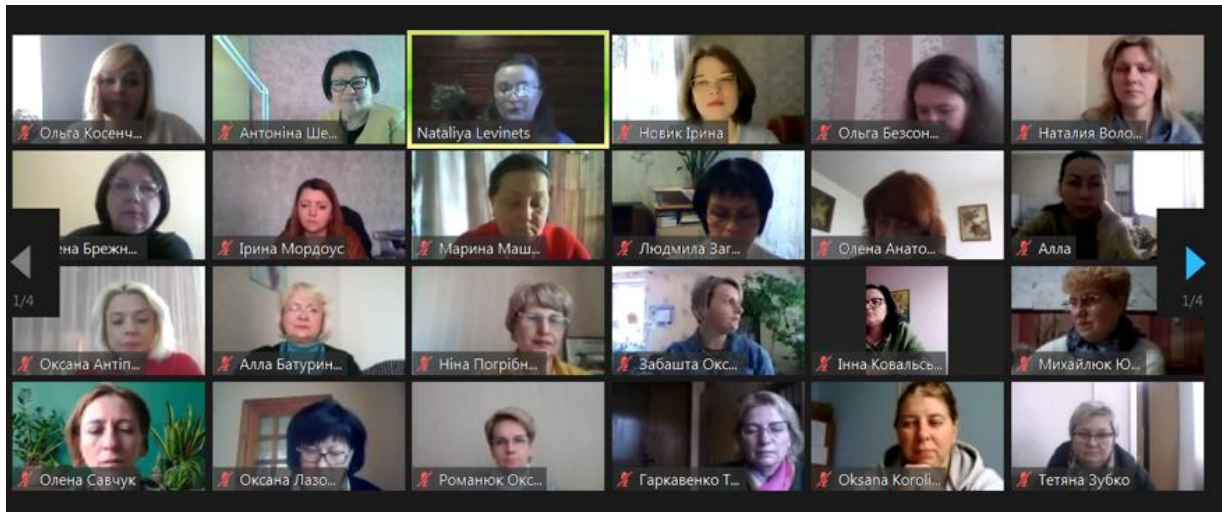 Ольга Косенч...
Антоніна Ше...
Nataliya Levinets
Новик Ірина
Ольга Безсон...
Наталия Воло...
ена Брежн...
Ірина Мордоус
Марина Маш...
Людмила Заг...
Олена Анато...
Алла
1/4
1/4
Оксана Антіп...
Алла Батурин...
Ніна Погрібн...
Забашта Окс...
Інна Ковальсь...
Михайлюк Ю...
Олена Савчук
Оксана Лазо...
Романюк Окс...
Гаркавенко Т...
Oksana Koroli...
Тетяна Зубко